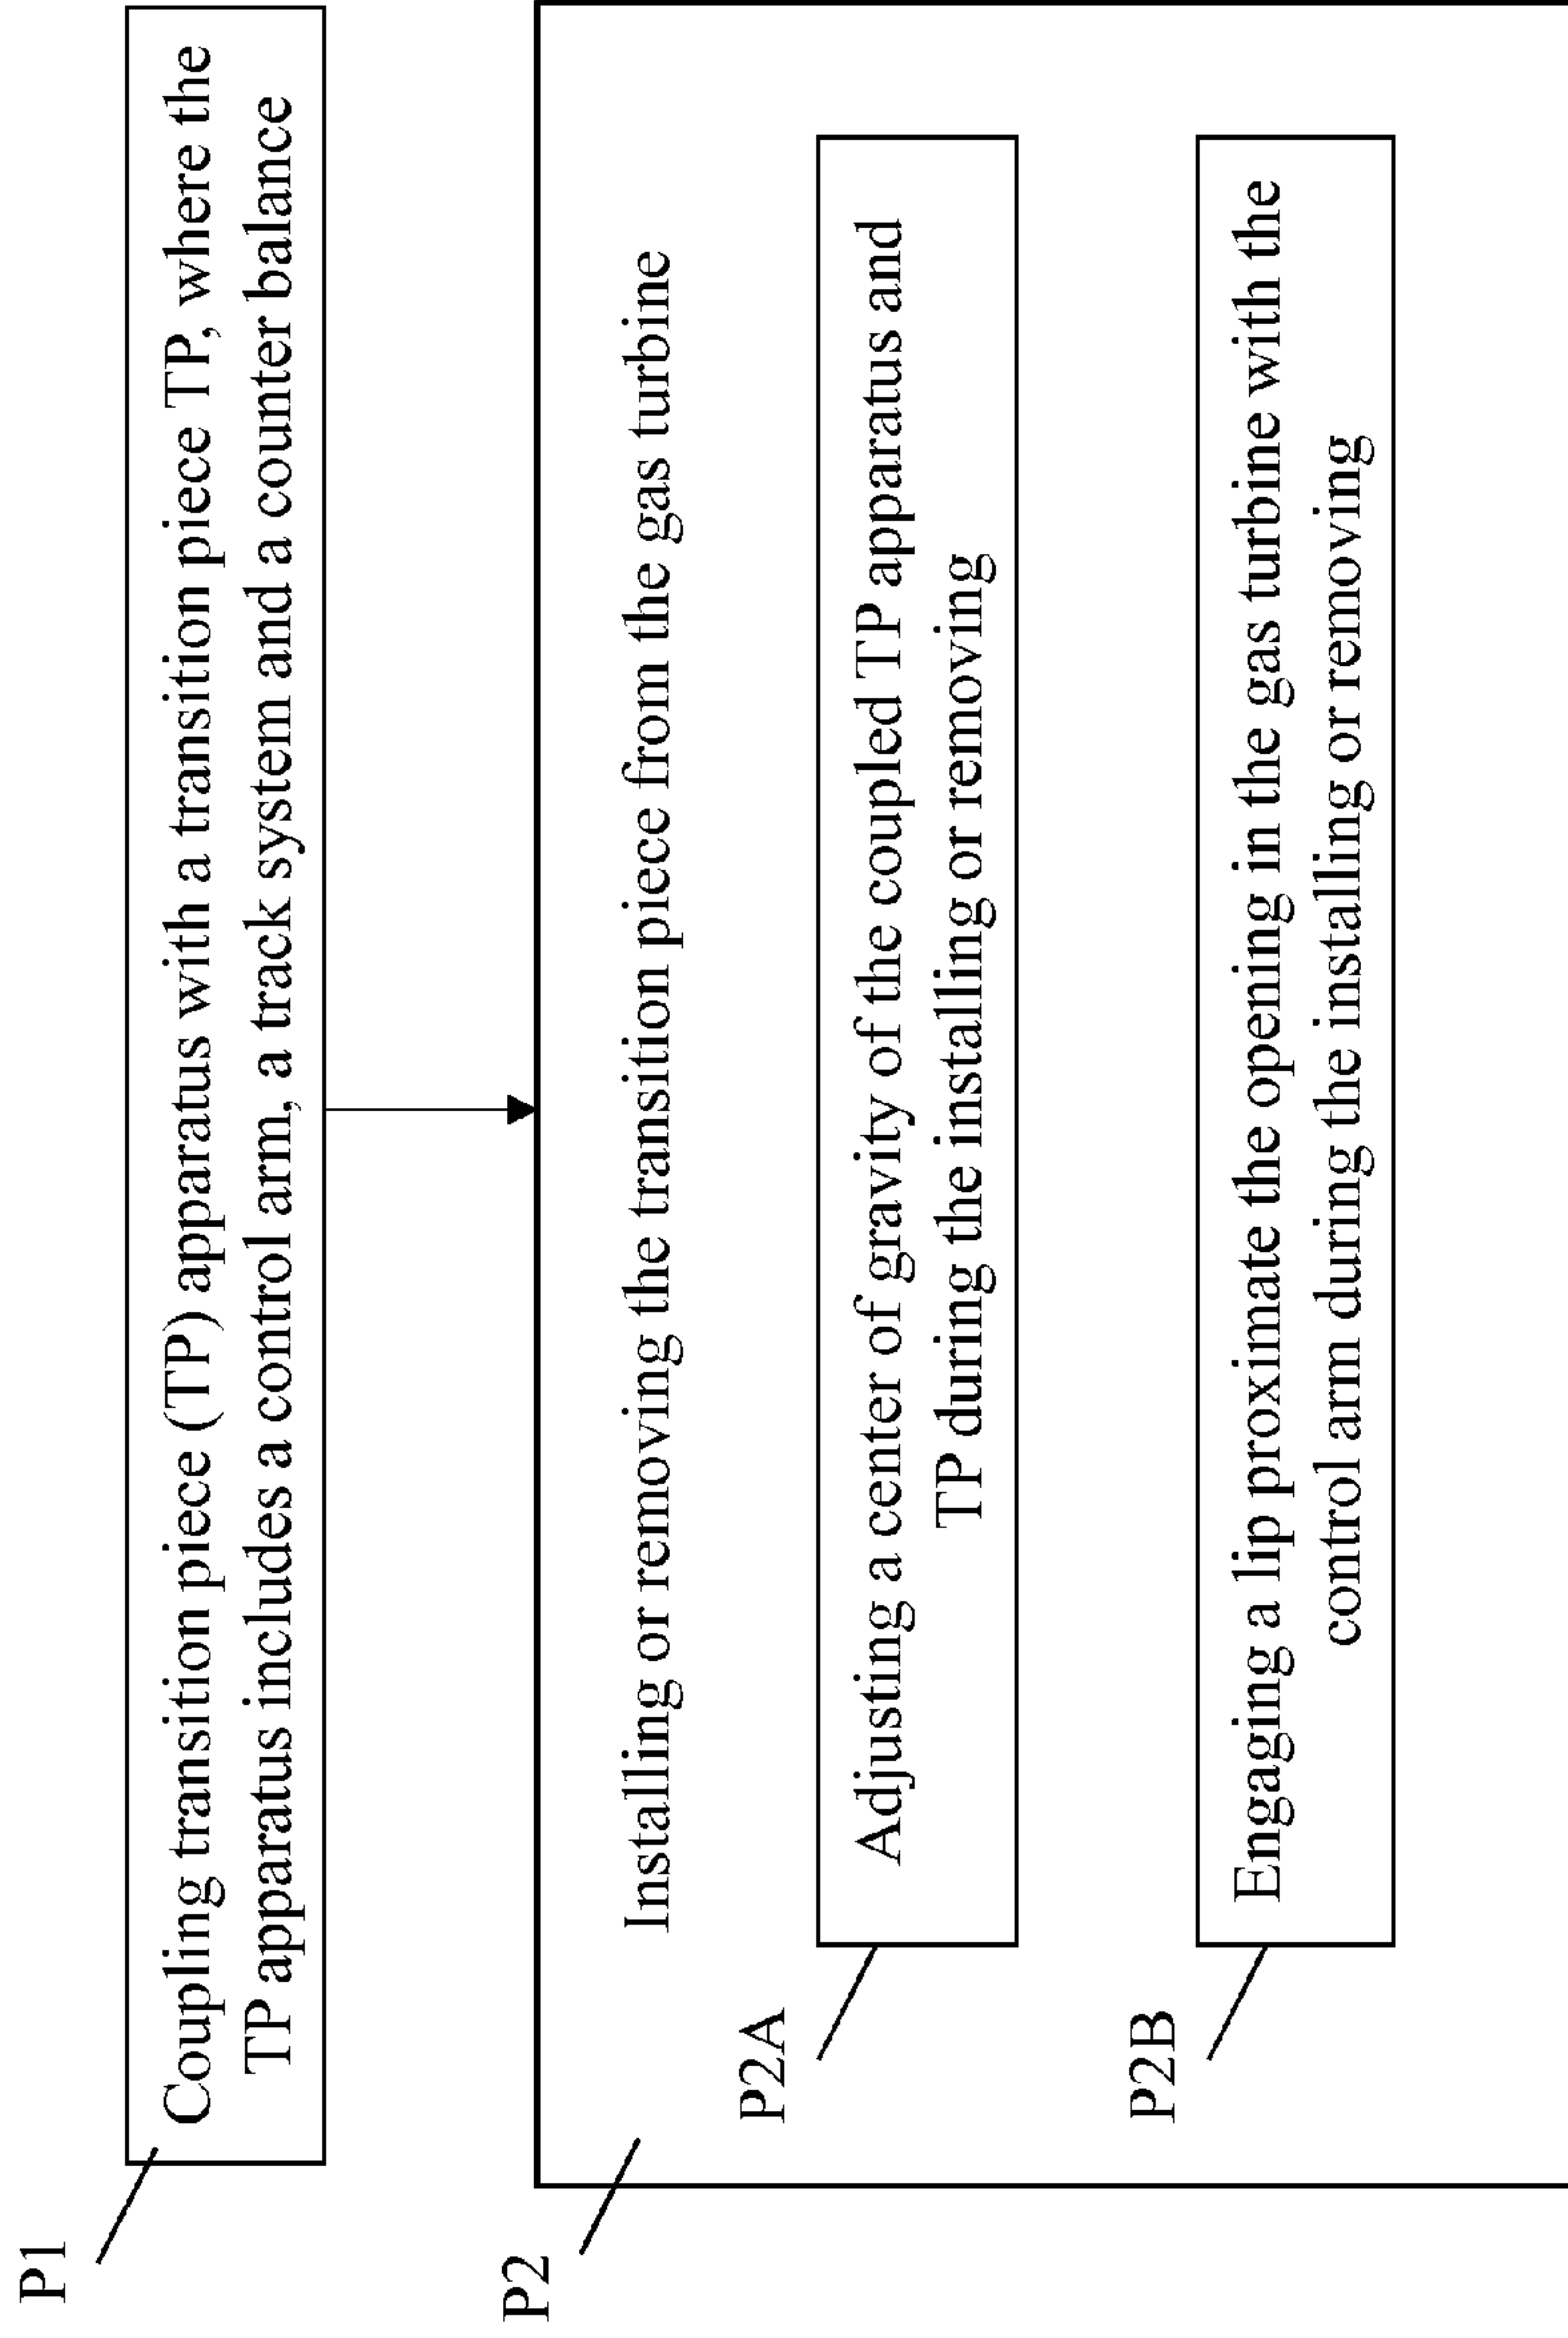 P1
Coupling transition piece (TP) apparatus with a transition piece TP, where the
TP apparatus includes a control arm, a track system and a counter balance
P2
Installing or removing the transition piece from the gas turbine
P2A
Adjusting a center of gravity of the coupled TP apparatus and
TP during the installing or removing
P2B
Engaging a lip proximate the opening in the gas turbine with the
control arm during the installing or removing